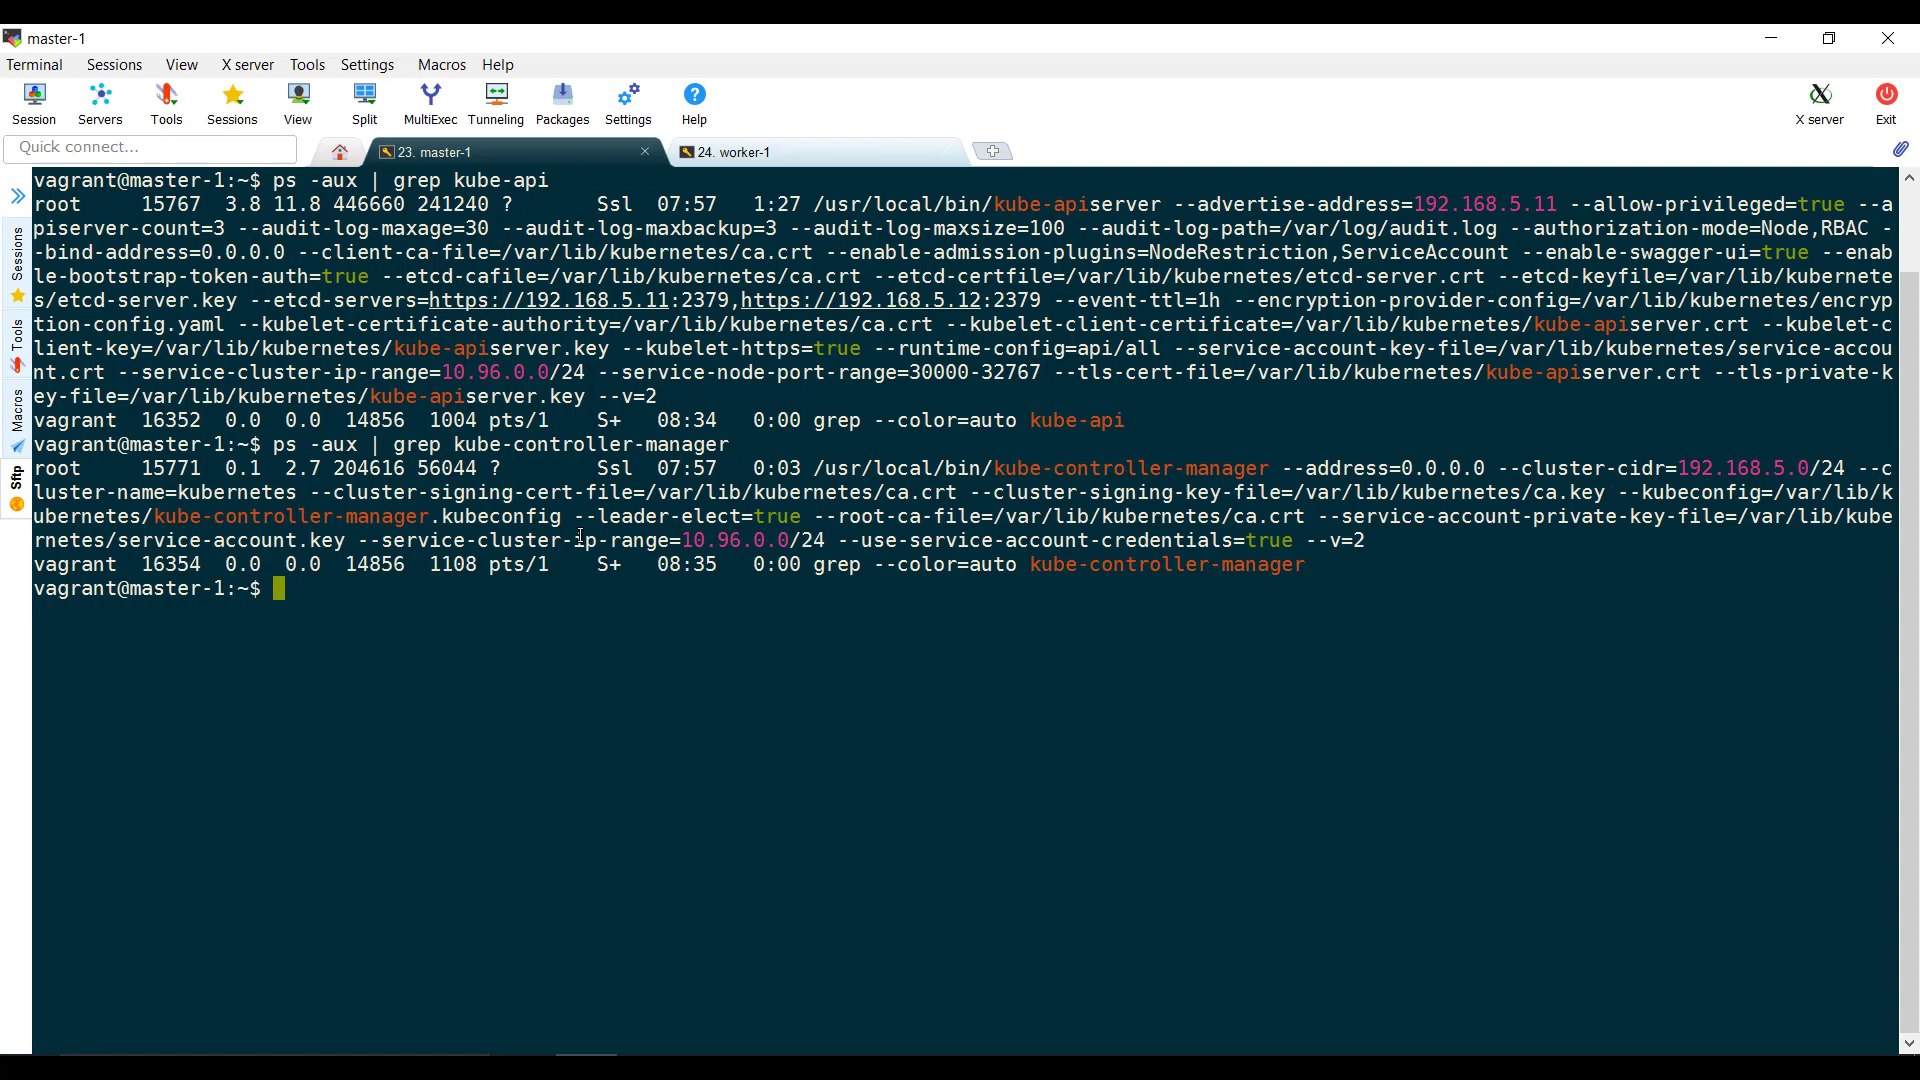 master-1
Terminal Sessions View X server Tools Settings Macros Help
Session Servers Tools Sessions View Split MultiExec Tunneling Packages Settings Help X server Exit
Quick connect...
23. master-1
24. worker-1
Sessions
Tools
Macros
Sftp
vagrant@master-1:~$ ps -aux | grep kube-api
root     15767  3.8 11.8 446660 241240 ?       Ssl  07:57   1:27 /usr/local/bin/kube-apiserver --advertise-address=192.168.5.11 --allow-privileged=true --a
piserver-count=3 --audit-log-maxage=30 --audit-log-maxbackup=3 --audit-log-maxsize=100 --audit-log-path=/var/log/audit.log --authorization-mode=Node,RBAC -
-bind-address=0.0.0.0 --client-ca-file=/var/lib/kubernetes/ca.crt --enable-admission-plugins=NodeRestriction,ServiceAccount --enable-swagger-ui=true --enab
le-bootstrap-token-auth=true --etcd-cafile=/var/lib/kubernetes/ca.crt --etcd-certfile=/var/lib/kubernetes/etcd-server.crt --etcd-keyfile=/var/lib/kubernete
s/etcd-server.key --etcd-servers=https://192.168.5.11:2379,https://192.168.5.12:2379 --event-ttl=1h --encryption-provider-config=/var/lib/kubernetes/encryp
tion-config.yaml --kubelet-certificate-authority=/var/lib/kubernetes/ca.crt --kubelet-client-certificate=/var/lib/kubernetes/kube-apiserver.crt --kubelet-c
lient-key=/var/lib/kubernetes/kube-apiserver.key --kubelet-https=true --runtime-config=api/all --service-account-key-file=/var/lib/kubernetes/service-accou
nt.crt --service-cluster-ip-range=10.96.0.0/24 --service-node-port-range=30000-32767 --tls-cert-file=/var/lib/kubernetes/kube-apiserver.crt --tls-private-k
ey-file=/var/lib/kubernetes/kube-apiserver.key --v=2
vagrant  16352  0.0  0.0  14856  1004 pts/1    S+   08:34   0:00 grep --color=auto kube-api
vagrant@master-1:~$ ps -aux | grep kube-controller-manager
root     15771  0.1  2.7 204616 56044 ?        Ssl  07:57   0:03 /usr/local/bin/kube-controller-manager --address=0.0.0.0 --cluster-cidr=192.168.5.0/24 --c
luster-name=kubernetes --cluster-signing-cert-file=/var/lib/kubernetes/ca.crt --cluster-signing-key-file=/var/lib/kubernetes/ca.key --kubeconfig=/var/lib/k
ubernetes/kube-controller-manager.kubeconfig --leader-elect=true --root-ca-file=/var/lib/kubernetes/ca.crt --service-account-private-key-file=/var/lib/kube
rnetes/service-account.key --service-cluster-ip-range=10.96.0.0/24 --use-service-account-credentials=true --v=2
vagrant  16354  0.0  0.0  14856  1108 pts/1    S+   08:35   0:00 grep --color=auto kube-controller-manager
vagrant@master-1:~$